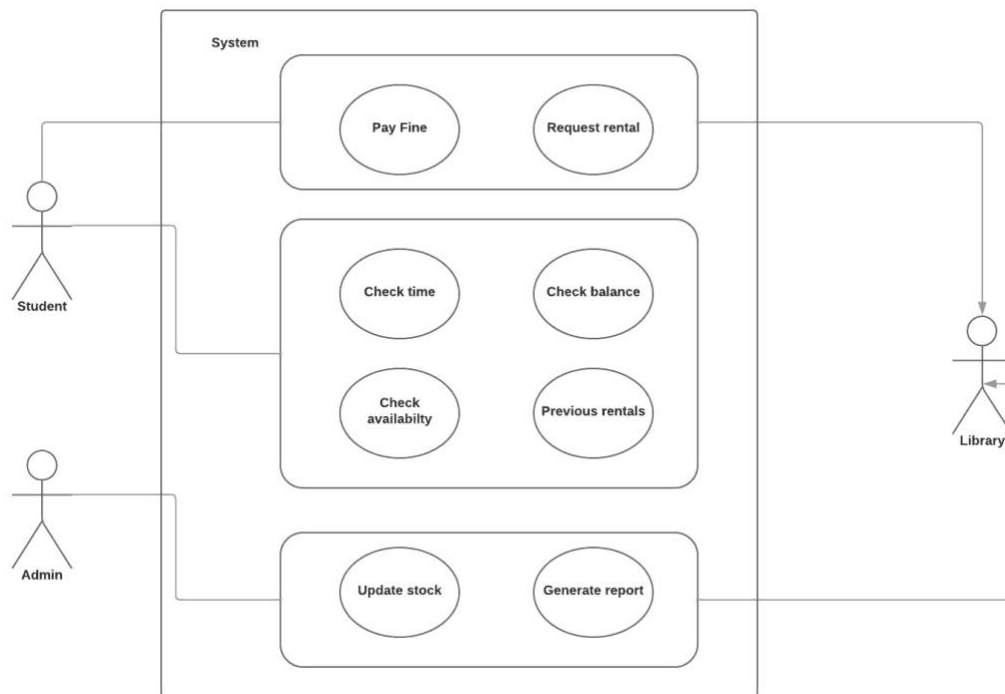 System
Pay Fine
Request rental
Student
Check time
Check balance
Check
availabilty
Previous rentals
Library
Admin
Update stock
Generate report